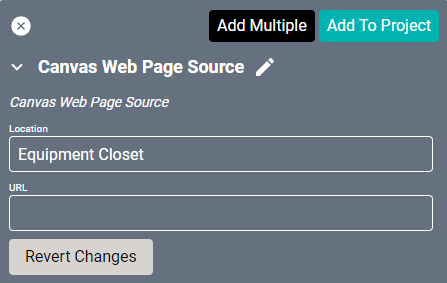 Add Multiple
Add To Project
Canvas Web Page Source
Canvas Web Page Source
Location
Equipment Closet
URL
Revert Changes